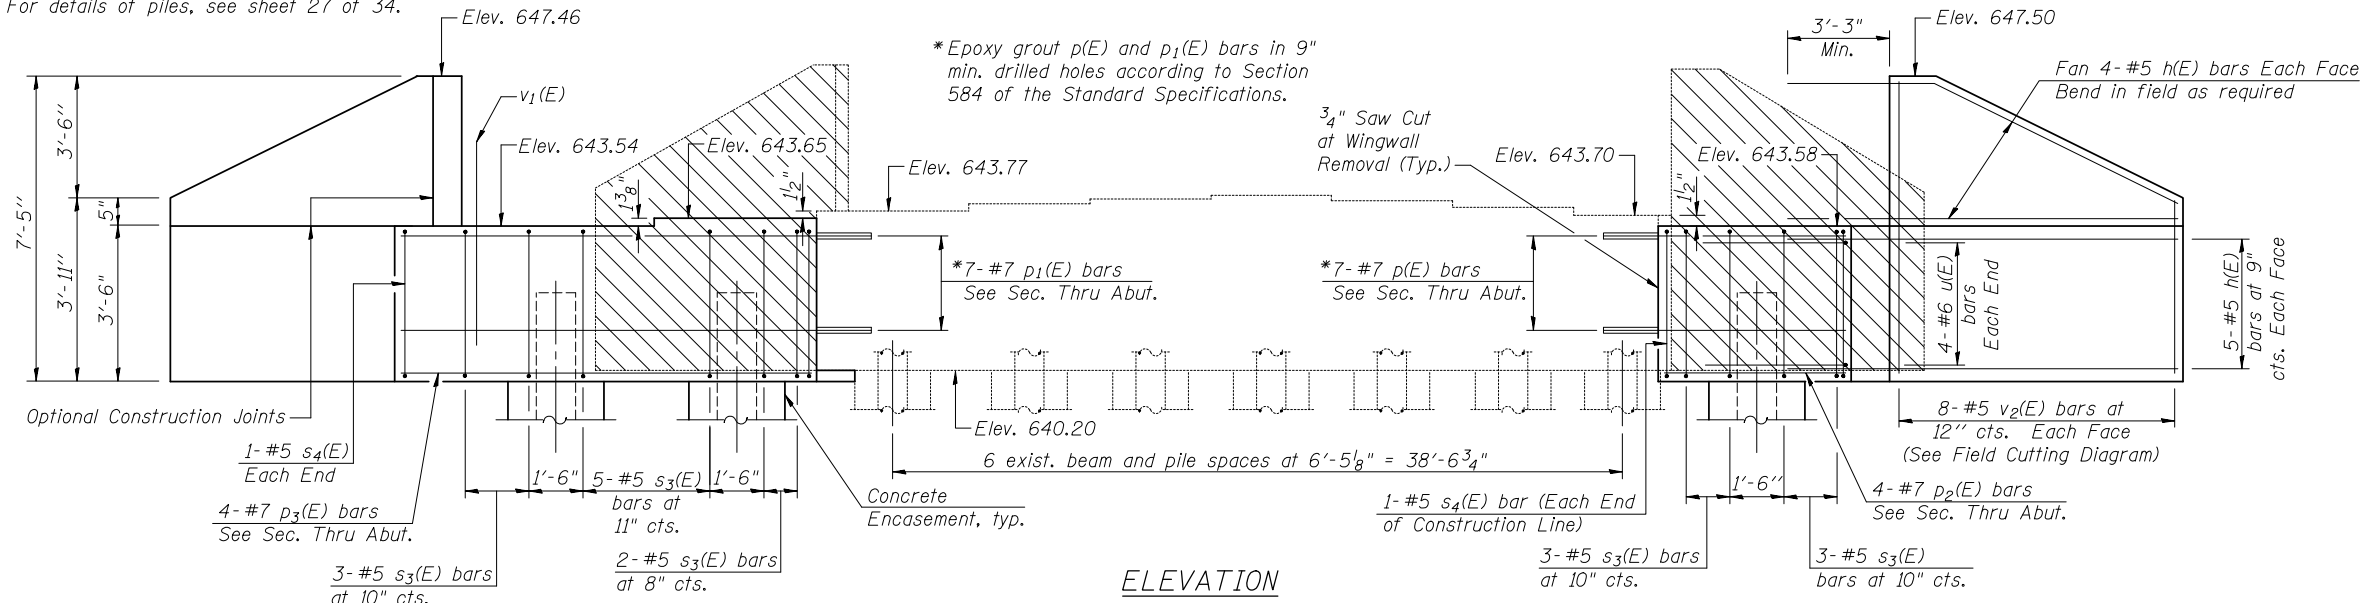 For details of piles, see sheet 27 of 34.
Elev. 647.46
v1(E)
Elev. 643.54
Elev. 643.65
Elev. 643.77
* Epoxy grout p(E) and p1(E) bars in 9"
min. drilled holes according to Section
584 of the Standard Specifications.
3/4" Saw Cut
at Wingwall
Removal (Typ.)
Elev. 643.70
Elev. 643.58
3'-3"
Min.
Elev. 647.50
Fan 4-#5 h(E) bars Each Face
Bend in field as required
7'-5"
3'-6"
3'-11"
5"
3'-6"
1 3/8"
1 1/2"
1 1/2"
*7-#7 p1(E) bars
See Sec. Thru Abut.
*7-#7 p(E) bars
See Sec. Thru Abut.
4-#6 u(E)
bars
Each End
5-#5 h(E)
bars at 9"
cts. Each Face
Optional Construction Joints
1-#5 s4(E)
Each End
4-#7 p3(E) bars
See Sec. Thru Abut.
3-#5 s3(E) bars
at 10" cts.
1'-6"
5-#5 s3(E)
bars at
11" cts.
1'-6"
2-#5 s3(E) bars
at 8" cts.
Concrete
Encasement, typ.
Elev. 640.20
6 exist. beam and pile spaces at 6'-5 1/8" = 38'-6 3/4"
1-#5 s4(E) bar (Each End
of Construction Line)
1'-6"
3-#5 s3(E) bars
at 10" cts.
3-#5 s3(E)
bars at 10" cts.
4-#7 p2(E) bars
See Sec. Thru Abut.
8-#5 v2(E) bars at
12" cts. Each Face
(See Field Cutting Diagram)
ELEVATION